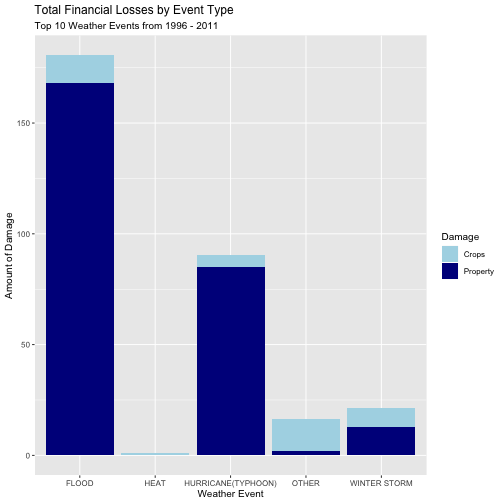 Total Financial Losses by Event Type
Top 10 Weather Events from 1996 - 2011
Amount of Damage
150
100
50
0
FLOOD HEAT HURRICANE(TYPHOON) OTHER WINTER STORM
Weather Event
Damage
Crops
Property